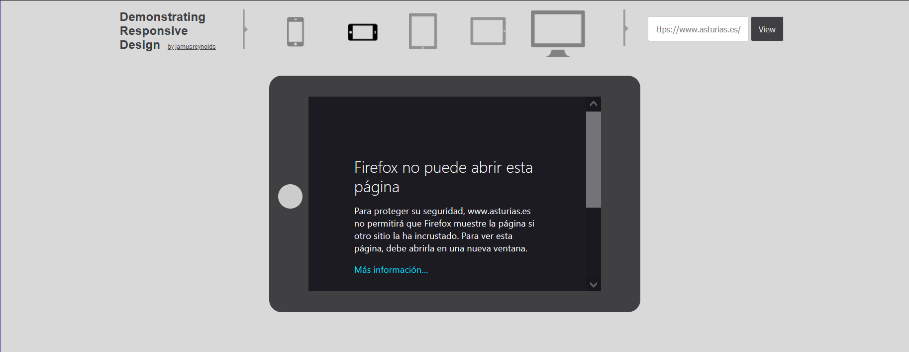 Demonstrating
Responsive
Design by jamusreynolds
ttps://www.asturias.es/
View
Firefox no puede abrir esta
página
Para proteger su seguridad, www.asturias.es
no permitirá que Firefox muestre la página si
otro sitio la ha incrustado. Para ver esta
página, debe abrirla en una nueva ventana.
Más información...